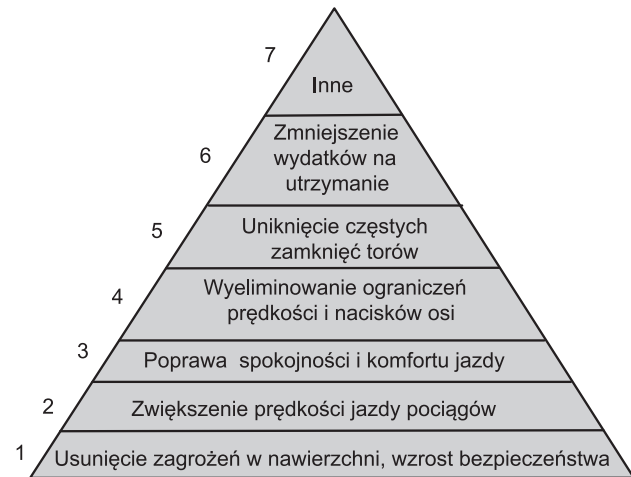 7
Inne
6
Zmniejszenie
wydatków na
utrzymanie
5
Uniknięcie częstych
zamknięć torów
4
Wyeliminowanie ograniczeń
prędkości i nacisków osi
3
Poprawa spokojności i komfortu jazdy
2
Zwiększenie prędkości jazdy pociągów
1
Usunięcie zagrożeń w nawierzchni, wzrost bezpieczeństwa